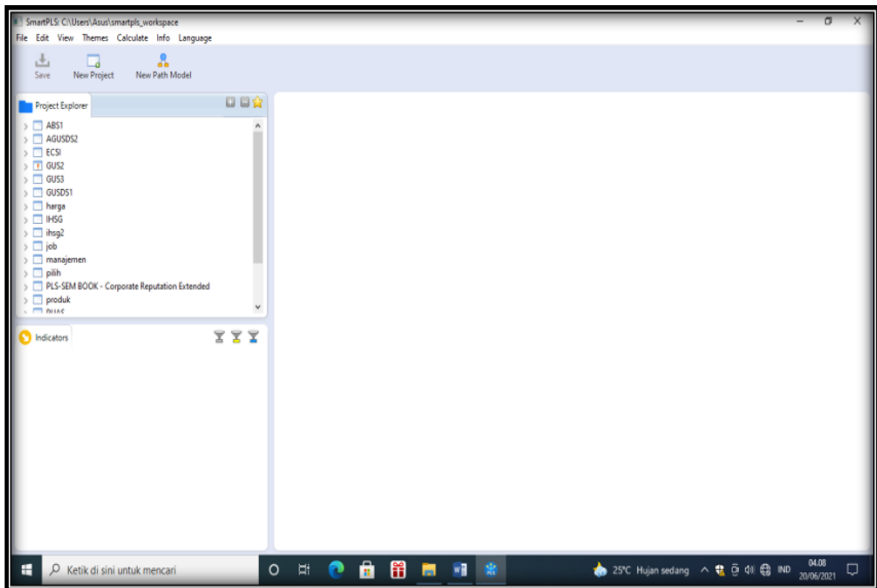 SmartPLS: C:\Users\Asus\smartpls_workspace
File Edit View Themes Calculate Info Language
Save New Project New Path Model
Project Explorer
ABS1
AGUSDS2
ECSI
GUS2
GUS3
GUSDS1
harga
IHSG
ihsg2
job
manajemen
pilih
PLS-SEM BOOK - Corporate Reputation Extended
produk
Indicators
Ketik di sini untuk mencari
25°C Hujan sedang
IND
04.08
20/06/2021